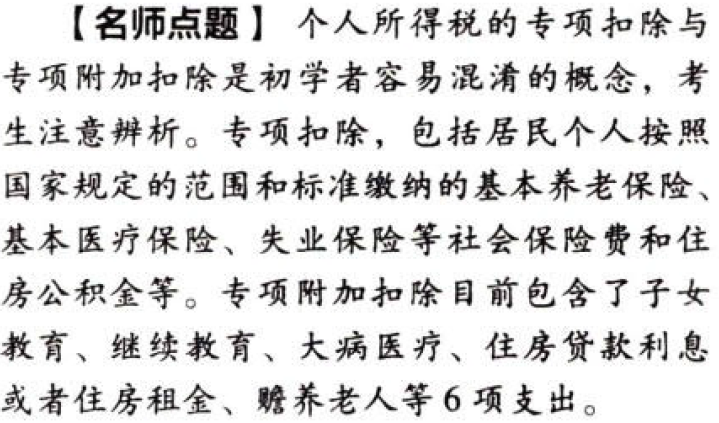 【名师点题】 个人所得税的专项扣除与
专项附加扣除是初学者容易混淆的概念，考
生注意辨析。专项扣除，包括居民个人按照
国家规定的范围和标准缴纳的基本养老保险、
基本医疗保险、失业保险等社会保险费和住
房公积金等。专项附加扣除目前包含了子女
教育、继续教育、大病医疗、住房贷款利息
或者住房租金、赡养老人等6项支出。